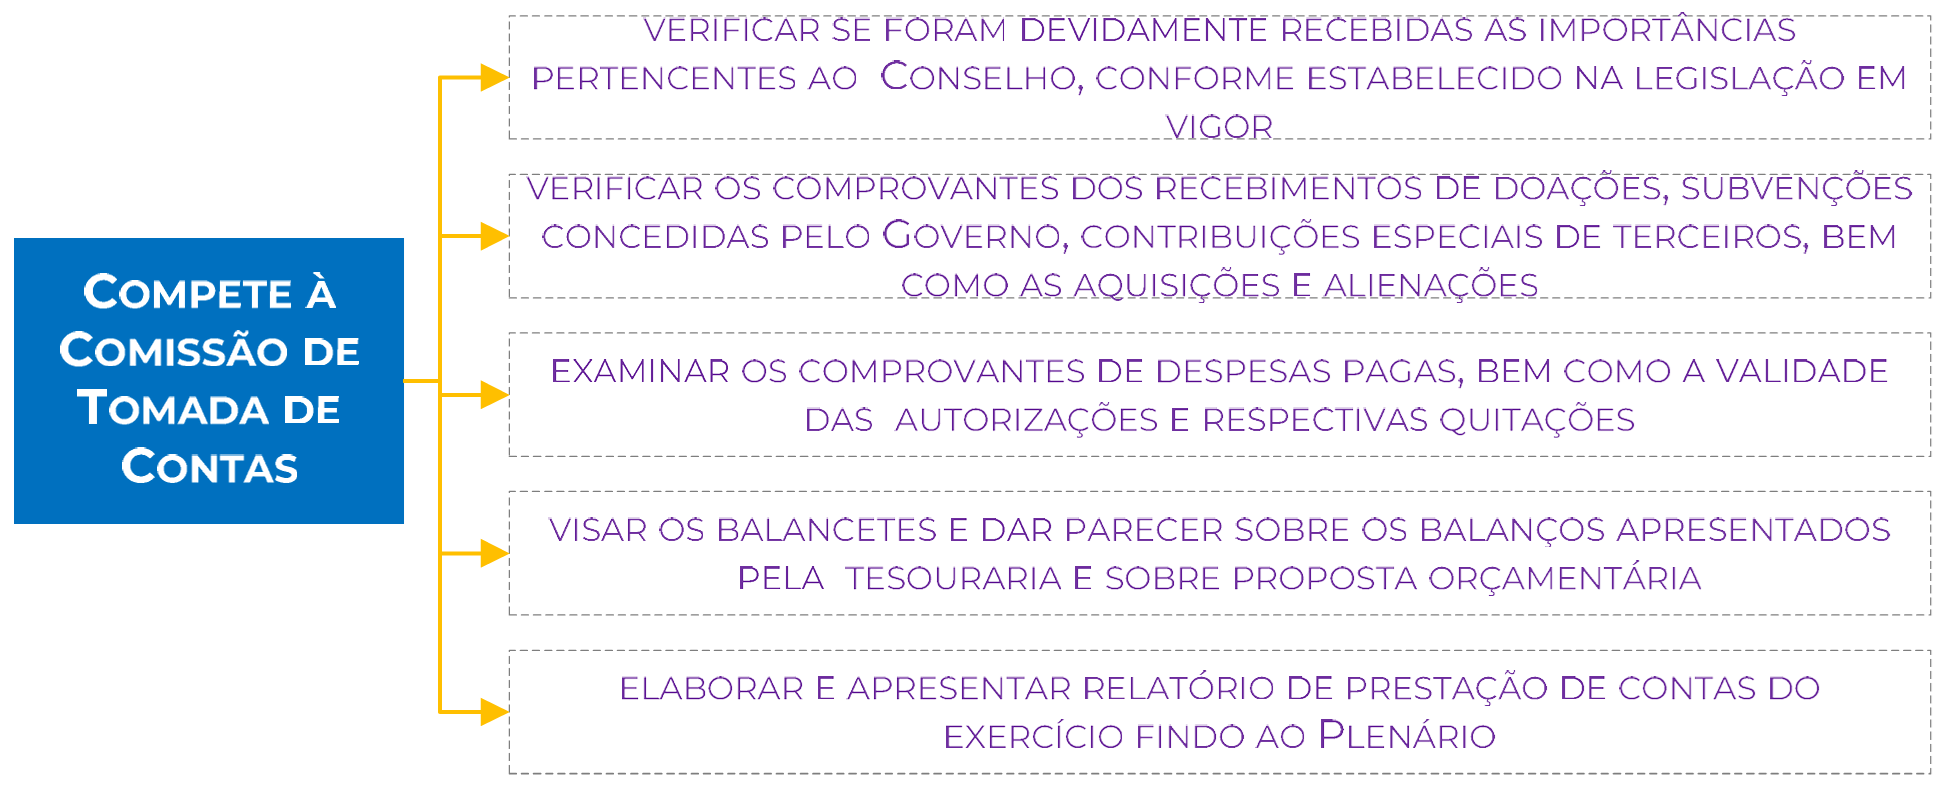 COMPETE À
COMISSÃO DE
TOMADA DE
CONTAS
VERIFICAR SE FORAM DEVIDAMENTE RECEBIDAS AS IMPORTÂNCIAS
PERTENCENTES AO CONSELHO, CONFORME ESTABELECIDO NA LEGISLAÇÃO EM
VIGOR
VERIFICAR OS COMPROVANTES DOS RECEBIMENTOS DE DOAÇÕES, SUBVENÇÕES
CONCEDIDAS PELO GOVERNO, CONTRIBUIÇÕES ESPECIAIS DE TERCEIROS, BEM
COMO AS AQUISIÇÕES E ALIENAÇÕES
EXAMINAR OS COMPROVANTES DE DESPESAS PAGAS, BEM COMO A VALIDADE
DAS AUTORIZAÇÕES E RESPECTIVAS QUITAÇÕES
VISAR OS BALANCETES E DAR PARECER SOBRE OS BALANÇOS APRESENTADOS
PELA TESOURARIA E SOBRE PROPOSTA ORÇAMENTÁRIA
ELABORAR E APRESENTAR RELATÓRIO DE PRESTAÇÃO DE CONTAS DO
EXERCÍCIO FINDO AO PLENÁRIO